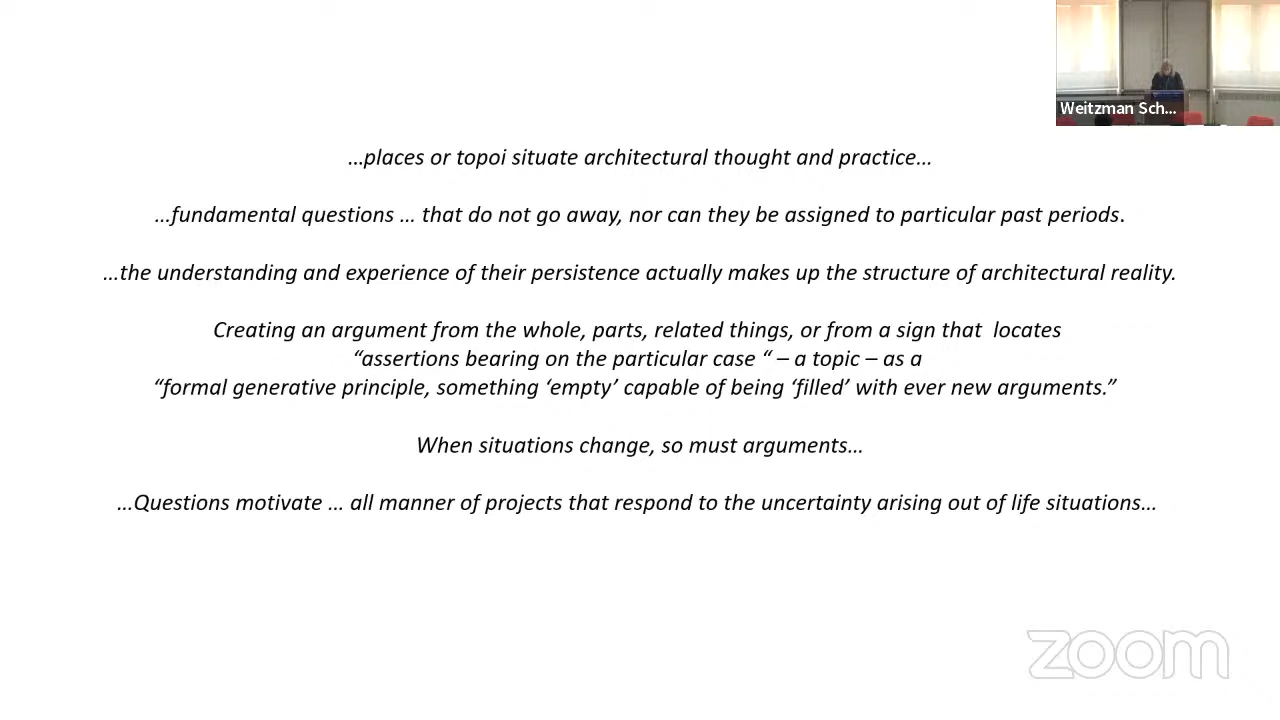 Weitzman Sch...
...places or topoi situate architectural thought and practice...
...fundamental questions ... that do not go away, nor can they be assigned to particular past periods.
...the understanding and experience of their persistence actually makes up the structure of architectural reality.
Creating an argument from the whole, parts, related things, or from a sign that  locates
“assertions bearing on the particular case “ – a topic – as a
“formal generative principle, something ‘empty’ capable of being ‘filled’ with ever new arguments.”
When situations change, so must arguments...
...Questions motivate ... all manner of projects that respond to the uncertainty arising out of life situations...
zoom